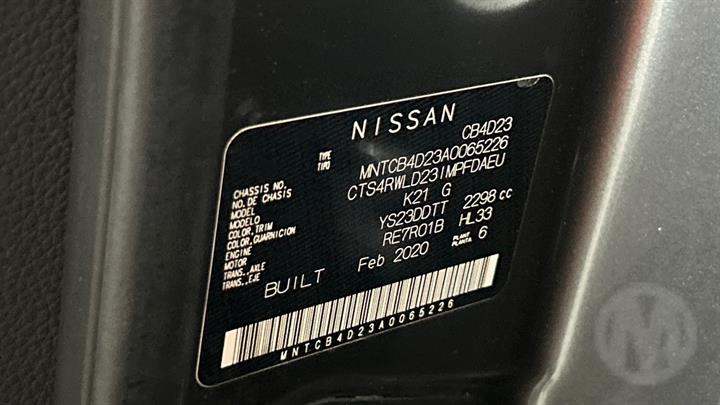 NISSAN
TYPE CB4D23
TIPO
CHASSIS NO. MNTCB4D23A0065226
NO. DE CHASIS
MODEL CTS4RWLD23IMPFDAEU
MODELO
COLOR,TRIM K21 G
COLOR,GUARNICION
ENGINE YS23DDTT 2298 cc
MOTOR
TRANS.,AXLE RE7R01B HL33
TRANS.,EJE
PLANT 6
PLANTA
BUILT Feb 2020
MNTCB4D23A0065226
M